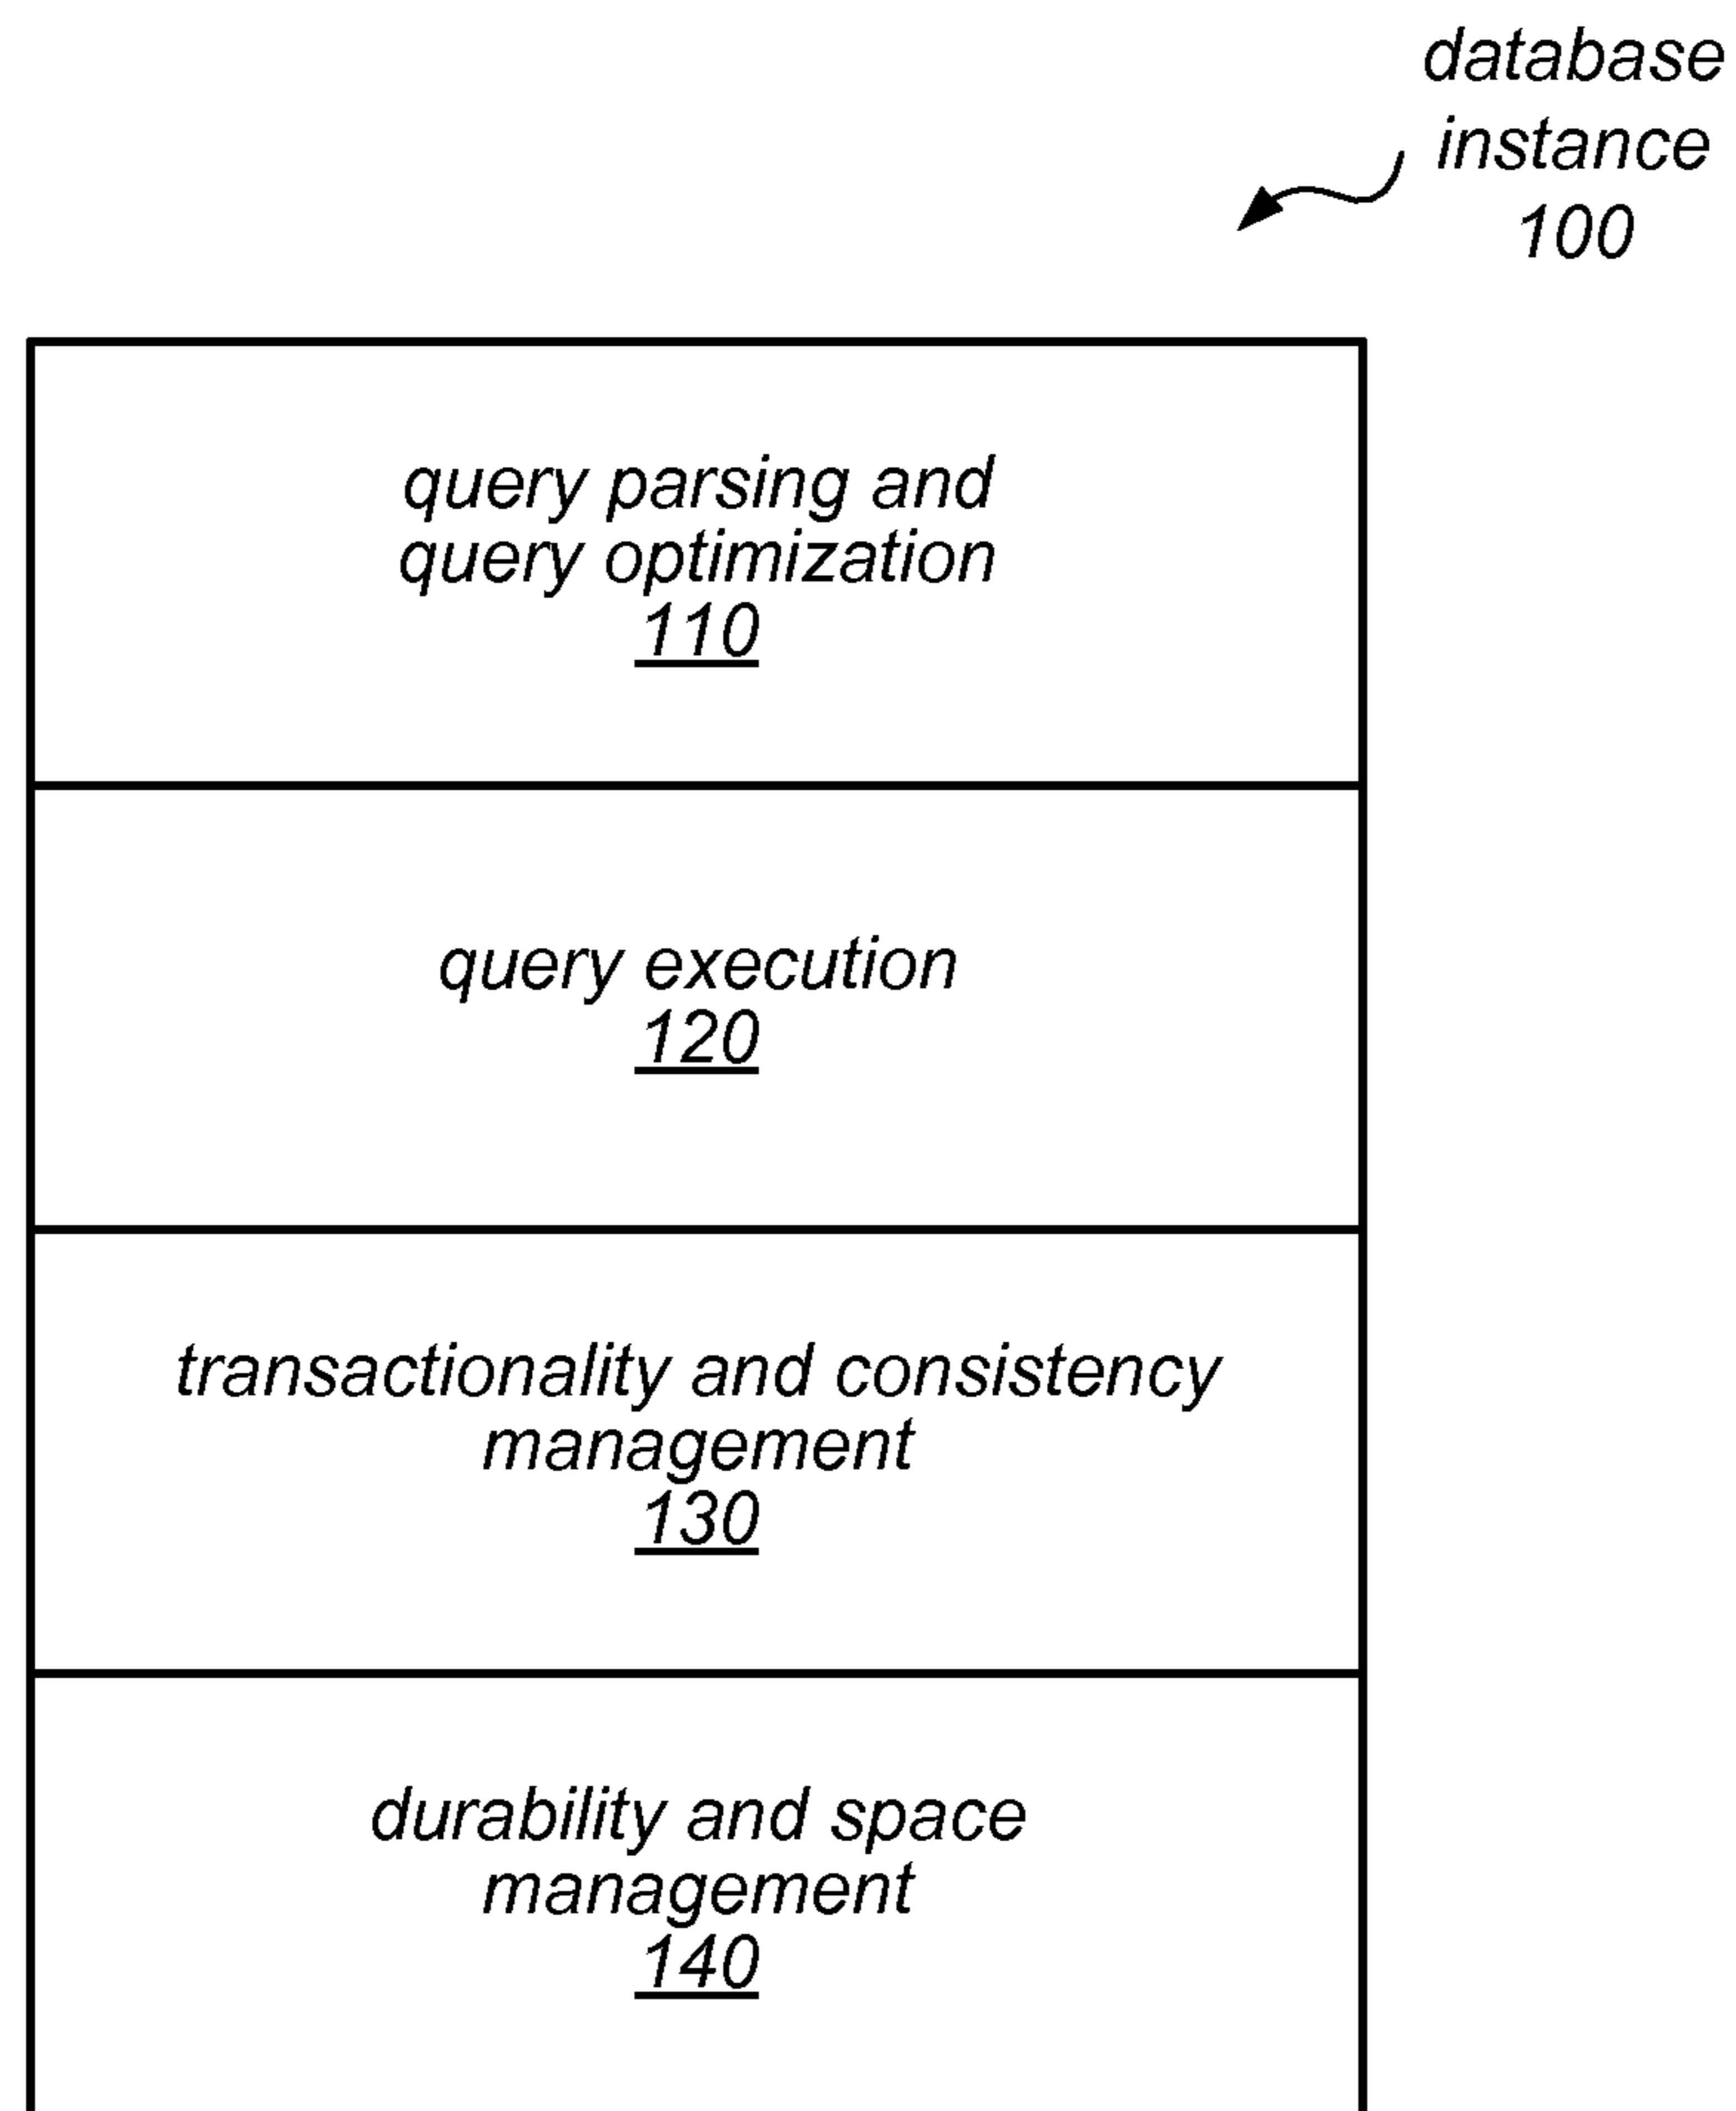 database
instance
100
query parsing and
query optimization
110
query execution
120
transactionality and consistency
management
130
durability and space
management
140